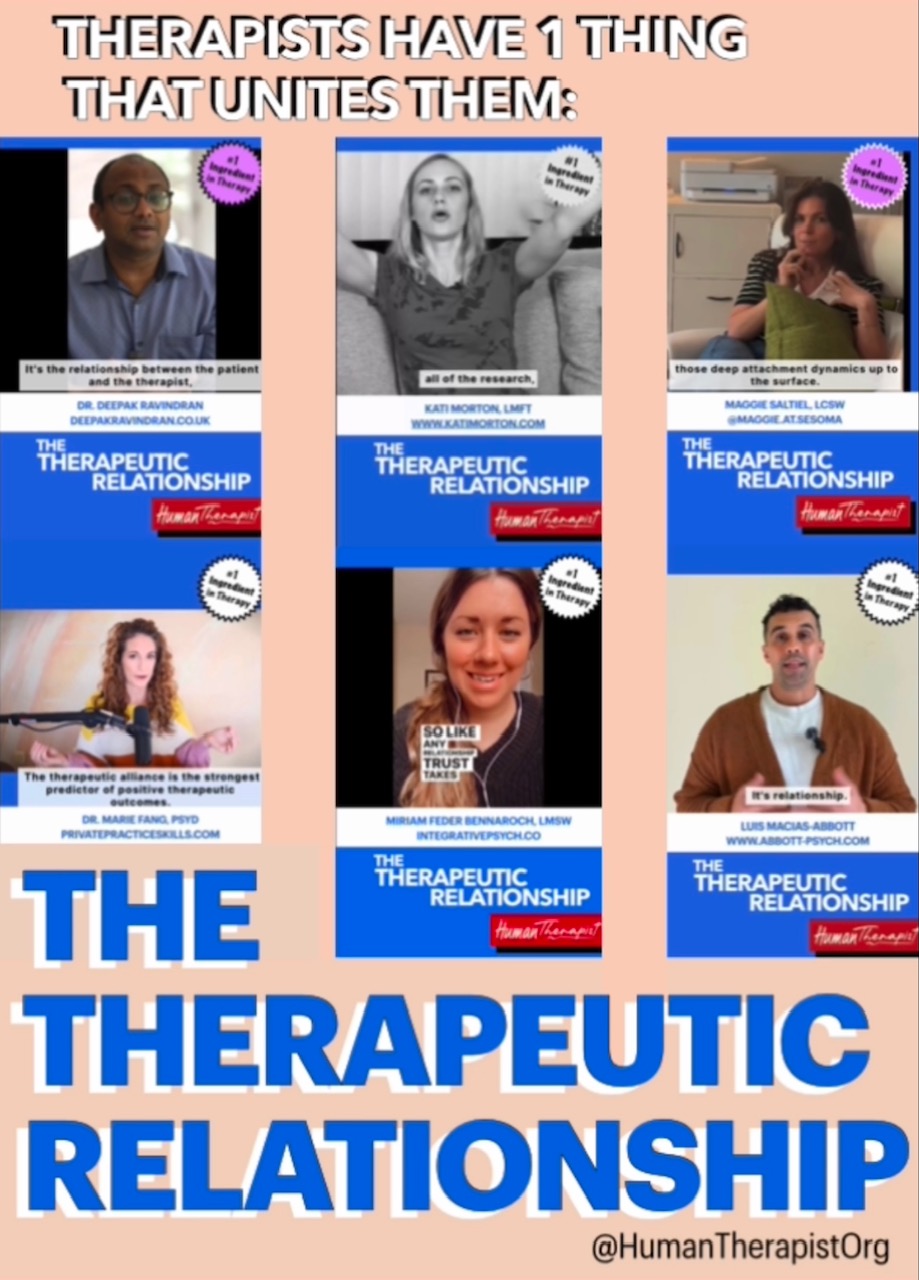 THERAPISTS HAVE 1 THING
THAT UNITES THEM:
#1
Ingredient
in Therapy
It's the relationship between the patient
and the therapist,
DR. DEEPAK RAVINDRAN
DEEPAKRAVINDRAN.CO.UK
THE
THERAPEUTIC
RELATIONSHIP
Human Therapist
#1
Ingredient
in Therapy
all of the research,
KATI MORTON, LMFT
WWW.KATIMORTON.COM
THE
THERAPEUTIC
RELATIONSHIP
Human Therapist
#1
Ingredient
in Therapy
those deep attachment dynamics up to
the surface.
MAGGIE SALTIEL, LCSW
@MAGGIE.AT.SESOMA
THE
THERAPEUTIC
RELATIONSHIP
Human Therapist
#1
Ingredient
in Therapy
The therapeutic alliance is the strongest
predictor of positive therapeutic
outcomes.
DR. MARIE FANG, PSYD
PRIVATEPRACTICESKILLS.COM
#1
Ingredient
in Therapy
SO LIKE
ANY
RELATIONSHIP
TRUST
TAKES
MIRIAM FEDER BENNAROCH, LMSW
INTEGRATIVEPSYCH.CO
THE
THERAPEUTIC
RELATIONSHIP
Human Therapist
#1
Ingredient
in Therapy
It's relationship.
LUIS MACIAS-ABBOTT
WWW.ABBOTT-PSYCH.COM
THE
THERAPEUTIC
RELATIONSHIP
Human Therapist
THE
THERAPEUTIC
RELATIONSHIP
@HumanTherapistOrg